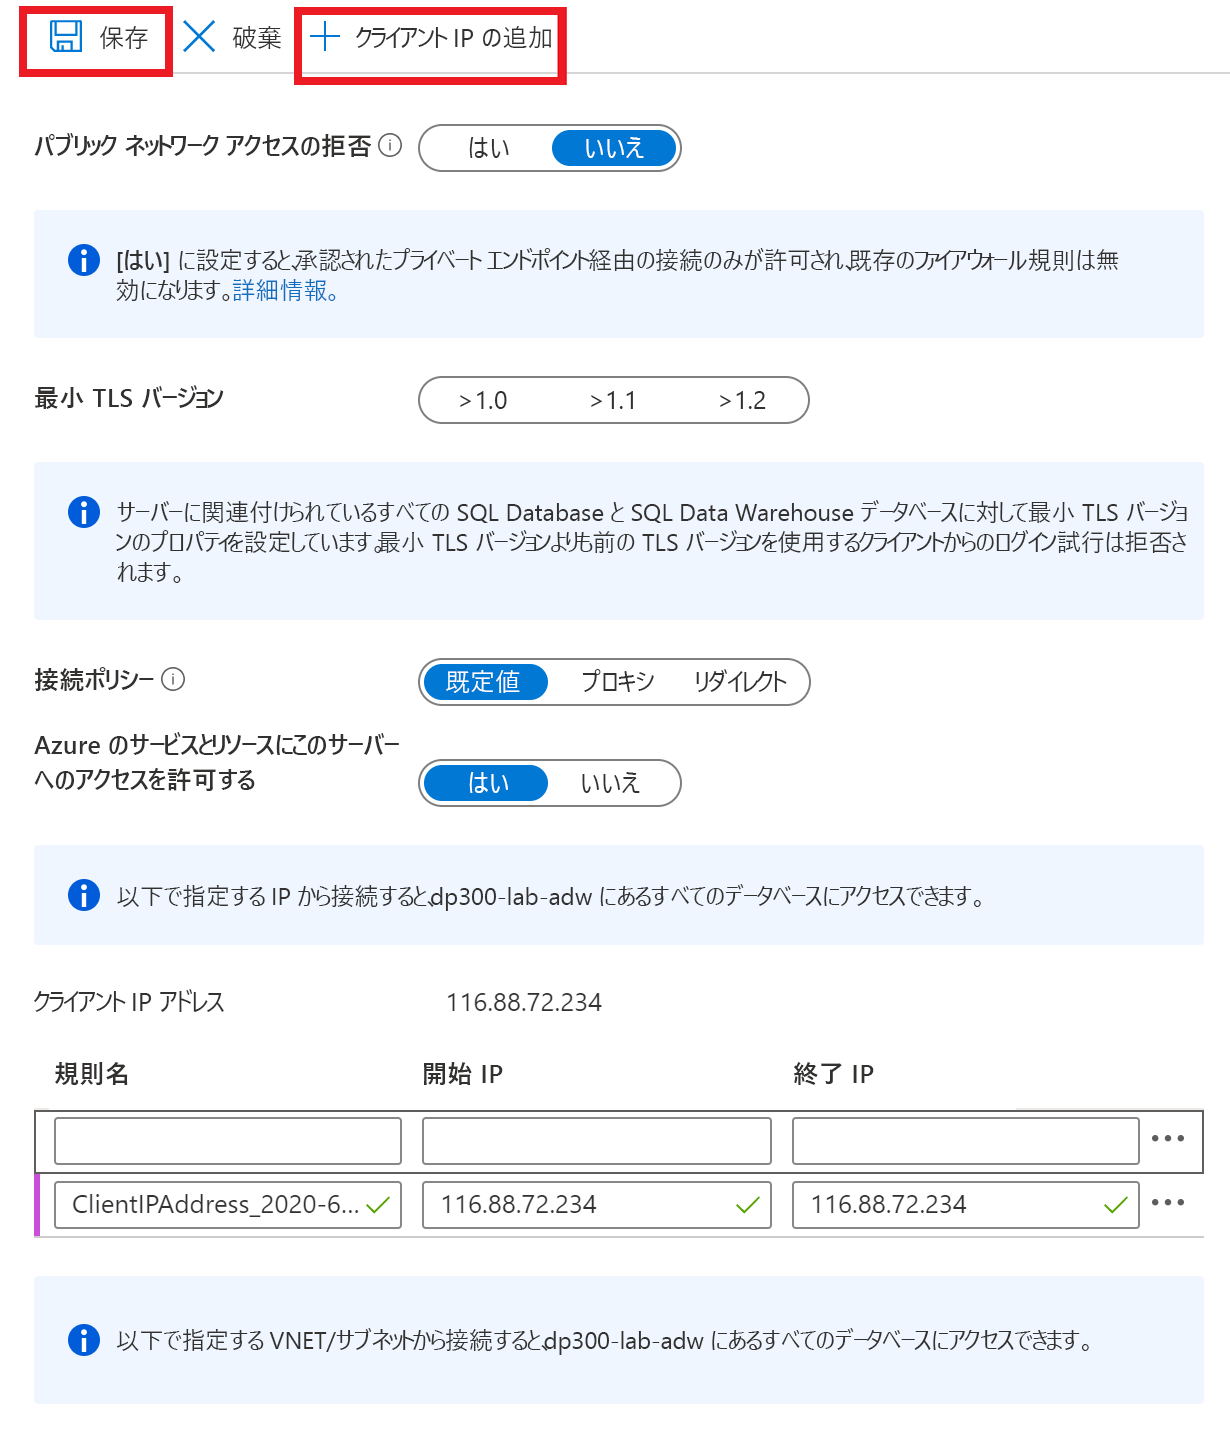 保存 破棄 クライアント IP の追加
パブリック ネットワーク アクセスの拒否 はい いいえ
[はい] に設定すると、承認されたプライベート エンドポイント経由の接続のみが許可され、既存のファイアウォール規則は無
効になります。詳細情報。
最小 TLS バージョン >1.0 >1.1 >1.2
サーバーに関連付けられているすべての SQL Database と SQL Data Warehouse データベースに対して最小 TLS バージョ
ンのプロパティを設定しています。最小 TLS バージョンよりも前の TLS バージョンを使用するクライアントからのログイン試行は拒否さ
れます。
接続ポリシー 既定値 プロキシ リダイレクト
Azure のサービスとリソースにこのサーバー
へのアクセスを許可する はい いいえ
以下で指定する IP から接続すると、dp300-lab-adw にあるすべてのデータベースにアクセスできます。
クライアント IP アドレス 116.88.72.234
規則名 開始 IP 終了 IP
ClientIPAddress_2020-6... 116.88.72.234 116.88.72.234
以下で指定する VNET/サブネットから接続すると、dp300-lab-adw にあるすべてのデータベースにアクセスできます。